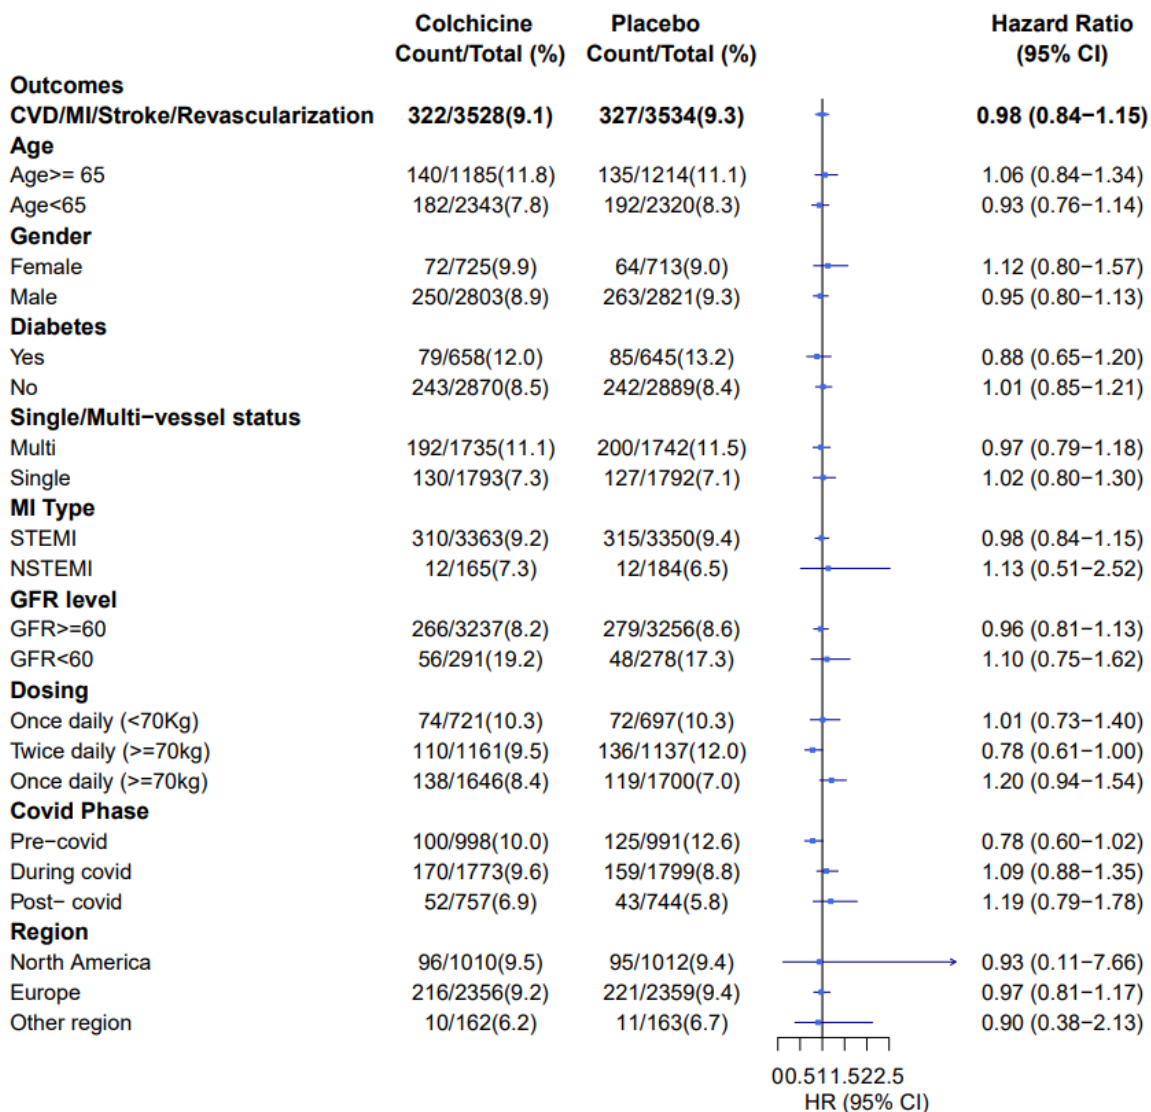 Colchicine Placebo Hazard Ratio
Count/Total (%) Count/Total (%) (95% CI)
Outcomes
CVD/MI/Stroke/Revascularization 322/3528(9.1) 327/3534(9.3) 0.98 (0.84−1.15)
Age
Age>= 65 140/1185(11.8) 135/1214(11.1) 1.06 (0.84−1.34)
Age<65 182/2343(7.8) 192/2320(8.3) 0.93 (0.76−1.14)
Gender
Female 72/725(9.9) 64/713(9.0) 1.12 (0.80−1.57)
Male 250/2803(8.9) 263/2821(9.3) 0.95 (0.80−1.13)
Diabetes
Yes 79/658(12.0) 85/645(13.2) 0.88 (0.65−1.20)
No 243/2870(8.5) 242/2889(8.4) 1.01 (0.85−1.21)
Single/Multi−vessel status
Multi 192/1735(11.1) 200/1742(11.5) 0.97 (0.79−1.18)
Single 130/1793(7.3) 127/1792(7.1) 1.02 (0.80−1.30)
MI Type
STEMI 310/3363(9.2) 315/3350(9.4) 0.98 (0.84−1.15)
NSTEMI 12/165(7.3) 12/184(6.5) 1.13 (0.51−2.52)
GFR level
GFR>=60 266/3237(8.2) 279/3256(8.6) 0.96 (0.81−1.13)
GFR<60 56/291(19.2) 48/278(17.3) 1.10 (0.75−1.62)
Dosing
Once daily (<70Kg) 74/721(10.3) 72/697(10.3) 1.01 (0.73−1.40)
Twice daily (>=70kg) 110/1161(9.5) 136/1137(12.0) 0.78 (0.61−1.00)
Once daily (>=70kg) 138/1646(8.4) 119/1700(7.0) 1.20 (0.94−1.54)
Covid Phase
Pre−covid 100/998(10.0) 125/991(12.6) 0.78 (0.60−1.02)
During covid 170/1773(9.6) 159/1799(8.8) 1.09 (0.88−1.35)
Post− covid 52/757(6.9) 43/744(5.8) 1.19 (0.79−1.78)
Region
North America 96/1010(9.5) 95/1012(9.4) 0.93 (0.11−7.66)
Europe 216/2356(9.2) 221/2359(9.4) 0.97 (0.81−1.17)
Other region 10/162(6.2) 11/163(6.7) 0.90 (0.38−2.13)
00.511.522.5
HR (95% CI)